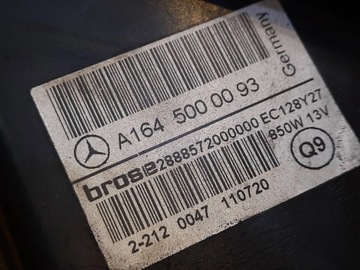 Germany
A164 500 00 93
brose 2888572000000 EC128Y27
850W 13V
2-212 0047 110720
Q9